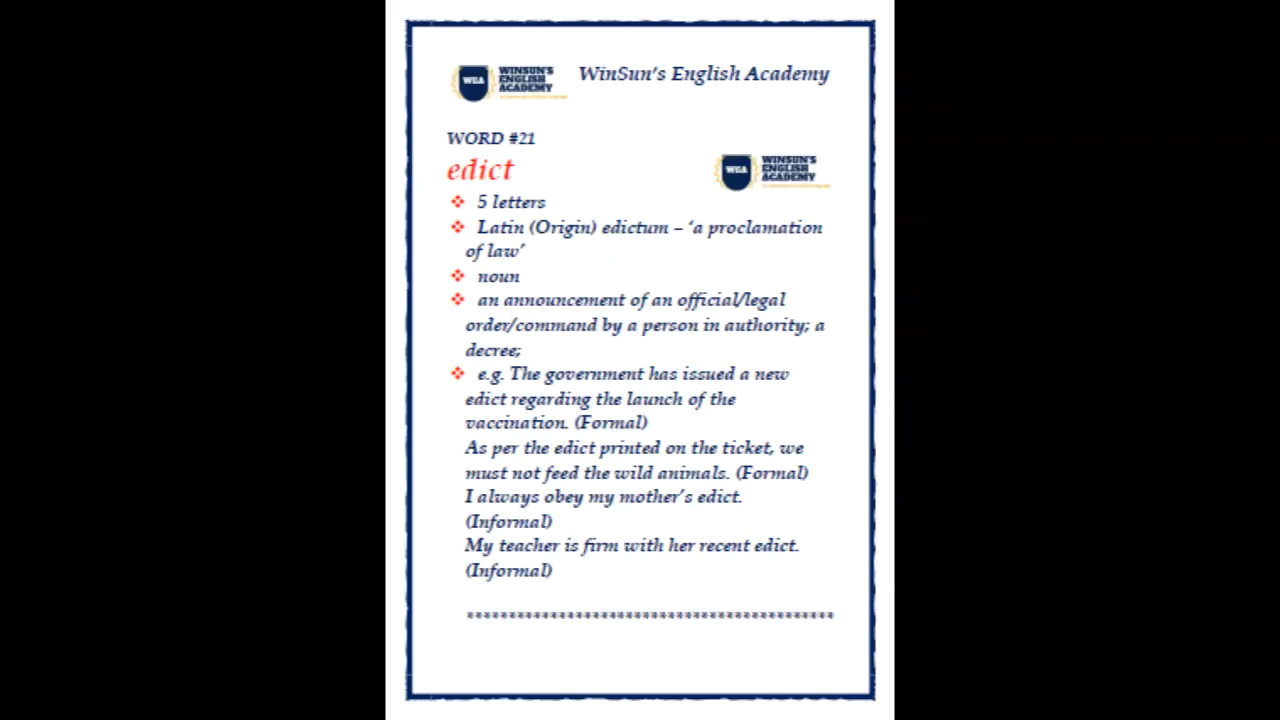 WEA
WINSUN'S
ENGLISH
ACADEMY
WinSun's English Academy
WORD #21
edict
WEA
WINSUN'S
ENGLISH
ACADEMY
5 letters
Latin (Origin) edictum – 'a proclamation
of law'
noun
an announcement of an official/legal
order/command by a person in authority; a
decree;
e.g. The government has issued a new
edict regarding the launch of the
vaccination. (Formal)
As per the edict printed on the ticket, we
must not feed the wild animals. (Formal)
I always obey my mother's edict.
(Informal)
My teacher is firm with her recent edict.
(Informal)
********************************************